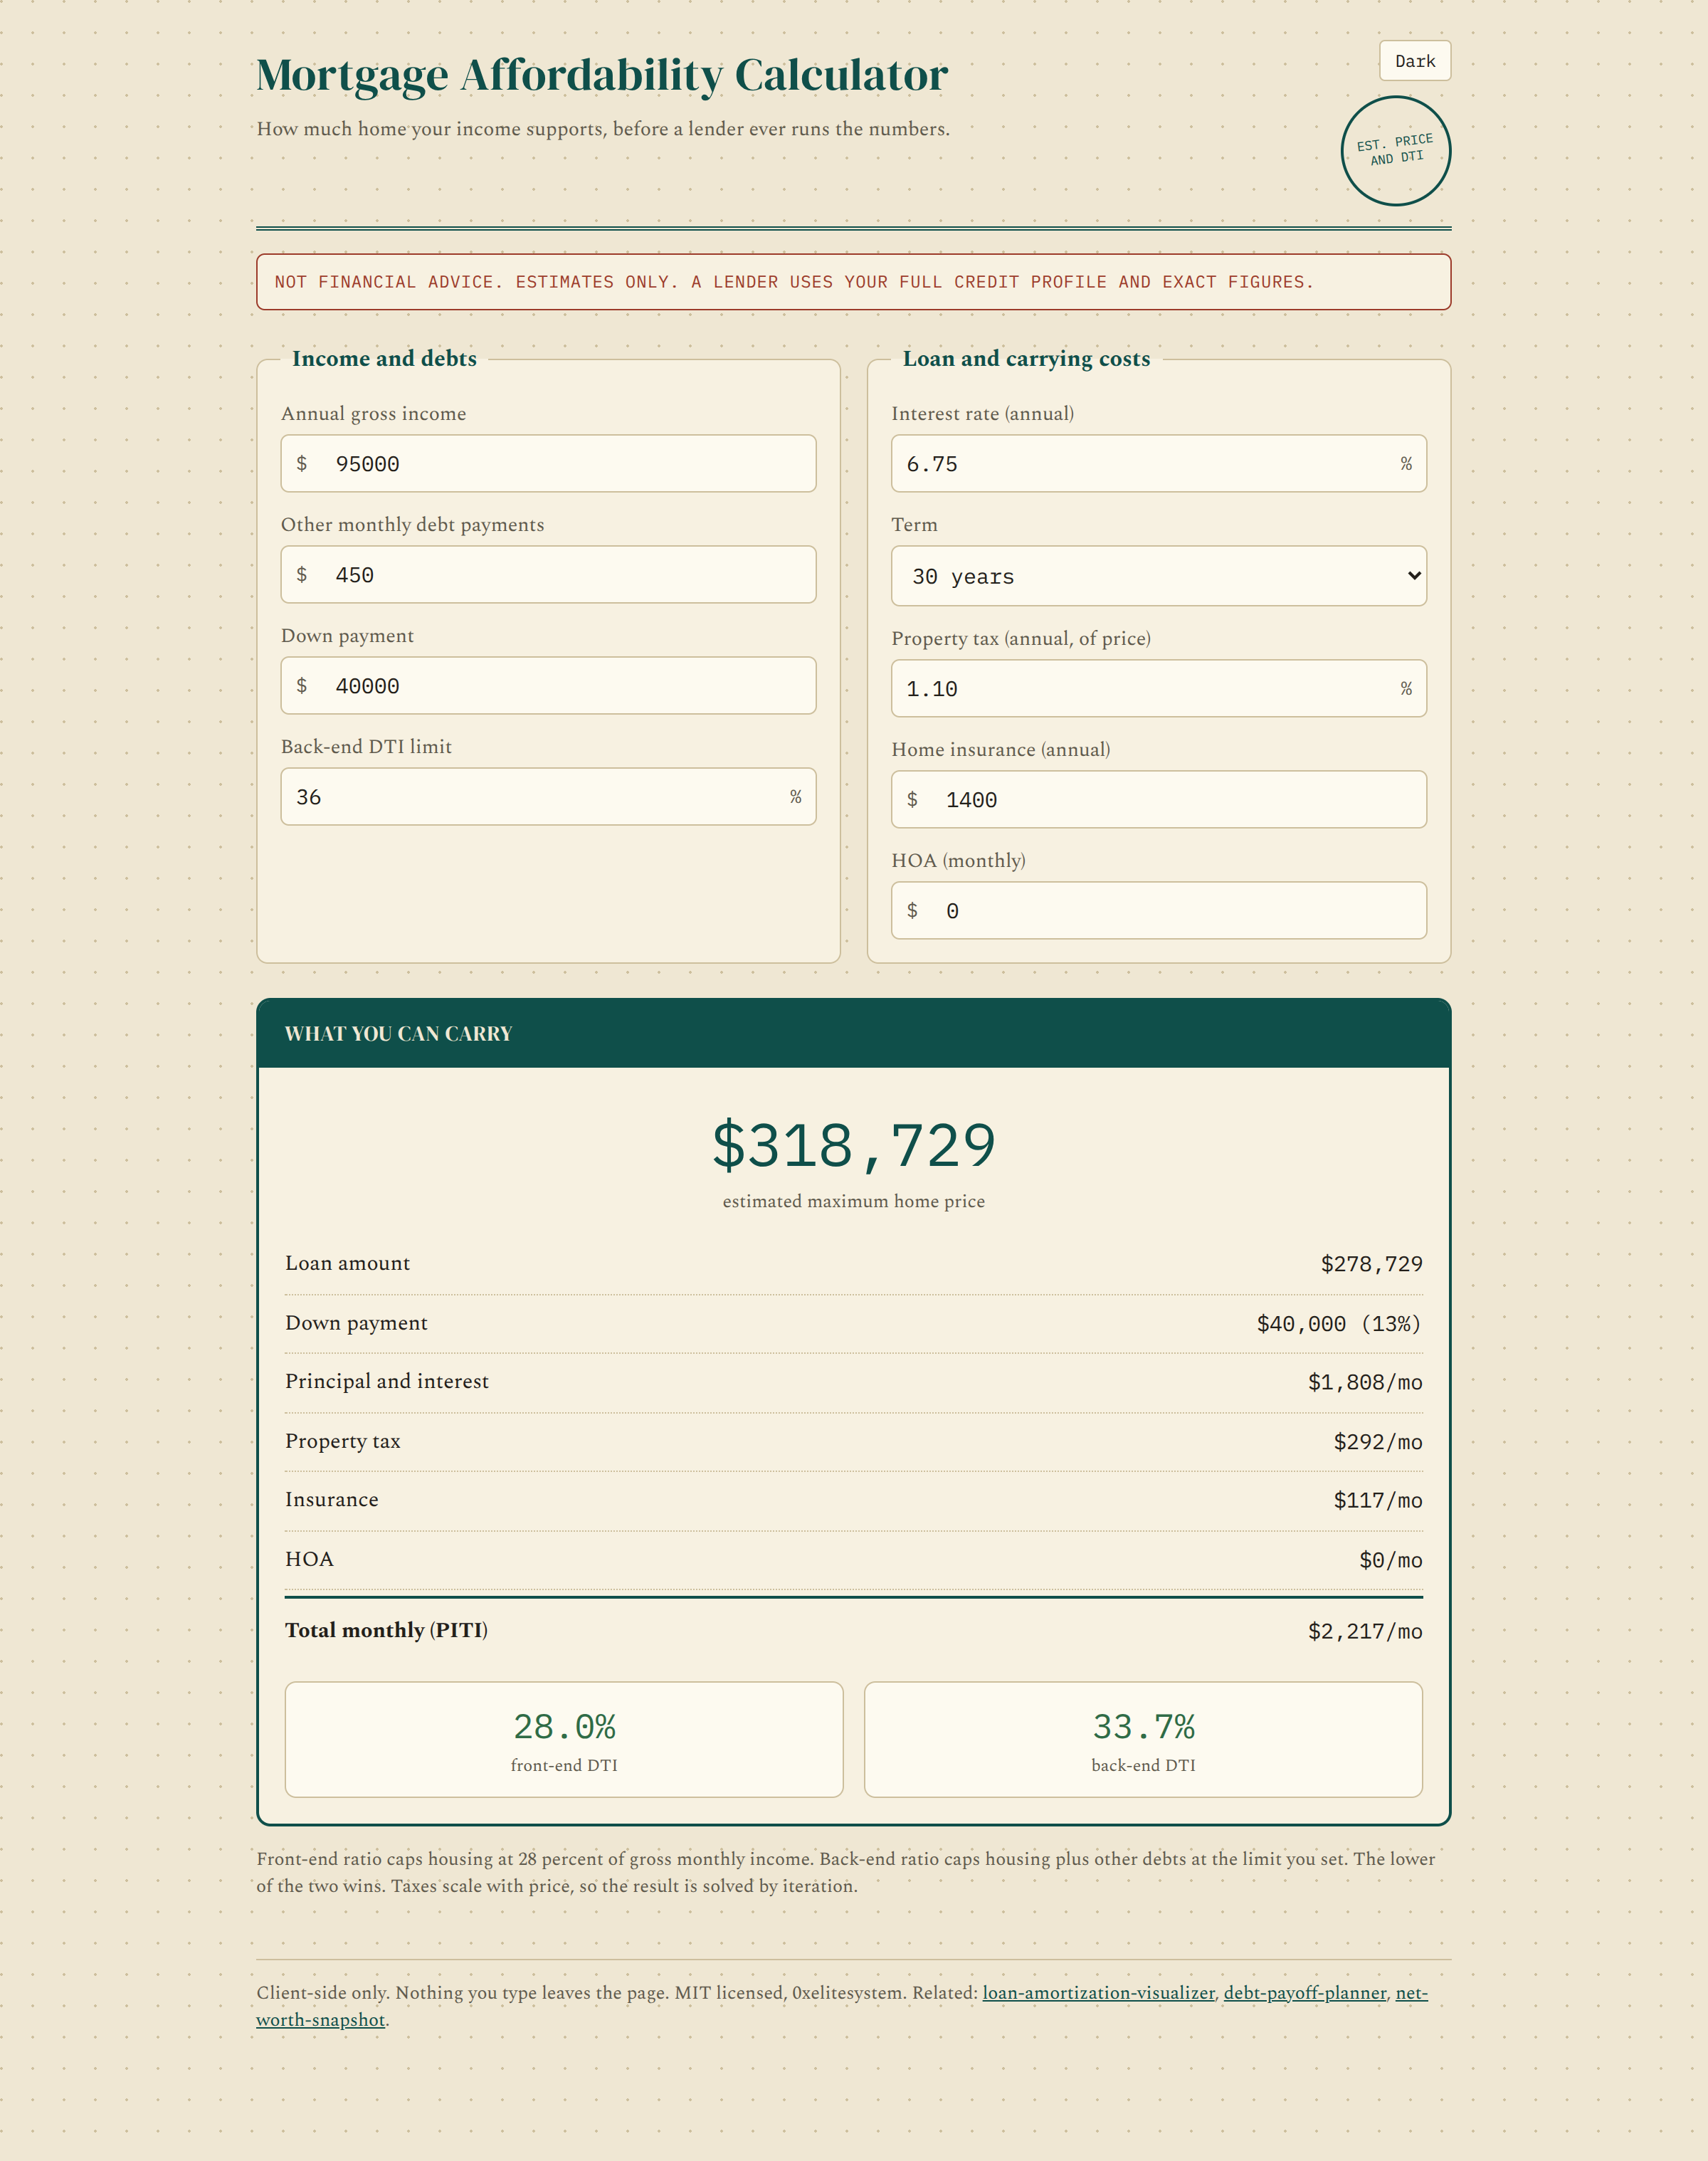 Mortgage Affordability Calculator
How much home your income supports, before a lender ever runs the numbers.
Dark
EST. PRICE
AND DTI
NOT FINANCIAL ADVICE. ESTIMATES ONLY. A LENDER USES YOUR FULL CREDIT PROFILE AND EXACT FIGURES.
Income and debts
Annual gross income
$ 95000
Other monthly debt payments
$ 450
Down payment
$ 40000
Back-end DTI limit
36 %
Loan and carrying costs
Interest rate (annual)
6.75 %
Term
30 years
Property tax (annual, of price)
1.10 %
Home insurance (annual)
$ 1400
HOA (monthly)
$ 0
WHAT YOU CAN CARRY
$318,729
estimated maximum home price
Loan amount $278,729
Down payment $40,000 (13%)
Principal and interest $1,808/mo
Property tax $292/mo
Insurance $117/mo
HOA $0/mo
Total monthly (PITI) $2,217/mo
28.0%
front-end DTI
33.7%
back-end DTI
Front-end ratio caps housing at 28 percent of gross monthly income. Back-end ratio caps housing plus other debts at the limit you set. The lower
of the two wins. Taxes scale with price, so the result is solved by iteration.
Client-side only. Nothing you type leaves the page. MIT licensed, 0xelitesystem. Related: loan-amortization-visualizer, debt-payoff-planner, net-
worth-snapshot.